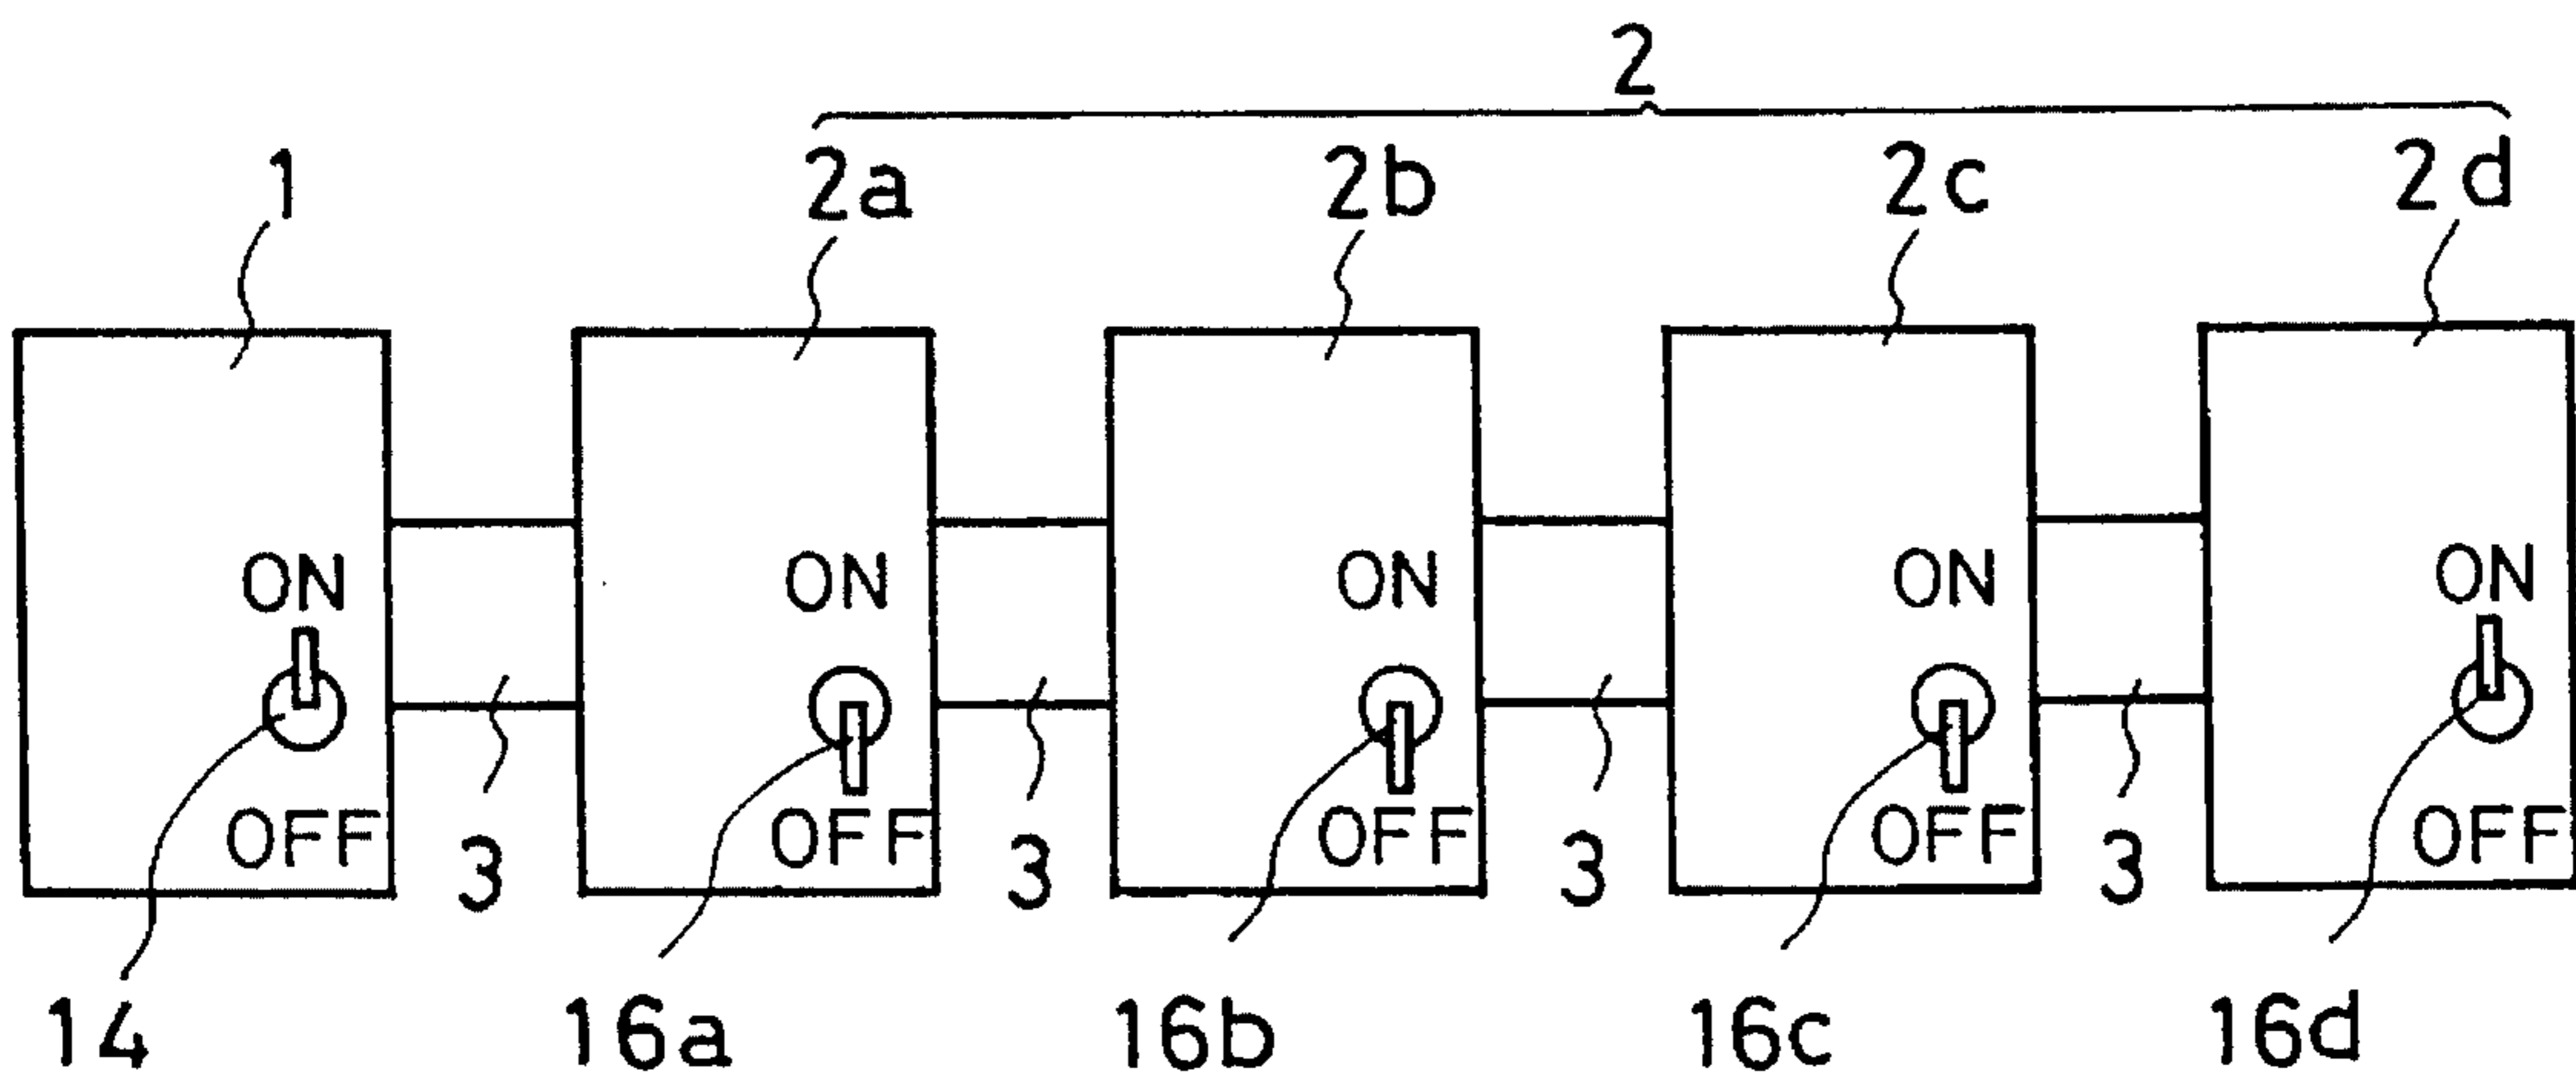 2
1 2a 2b 2c 2d
ON ON ON ON ON
OFF OFF OFF OFF OFF
3 3 3 3
14 16a 16b 16c 16d